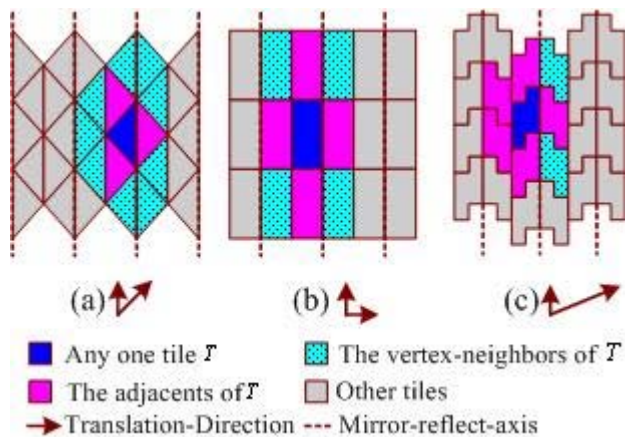 (a) (b) (c)
Any one tile T The vertex-neighbors of T
The adjacents of T Other tiles
Translation-Direction Mirror-reflect-axis